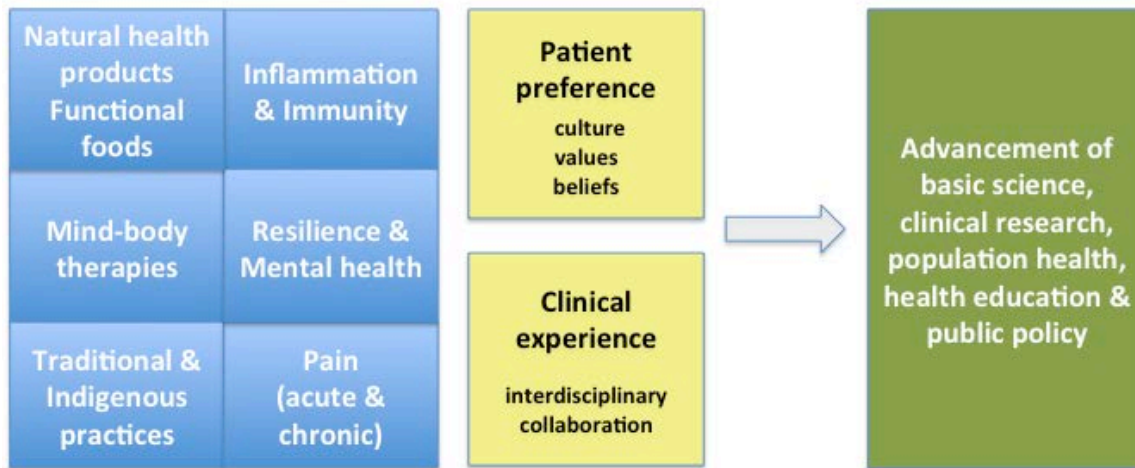 Natural health
products
Functional
foods
Inflammation
& Immunity
Mind-body
therapies
Resilience &
Mental health
Traditional &
Indigenous
practices
Pain
(acute &
chronic)
Patient
preference
culture
values
beliefs
Clinical
experience
interdisciplinary
collaboration
Advancement of
basic science,
clinical research,
population health,
health education &
public policy